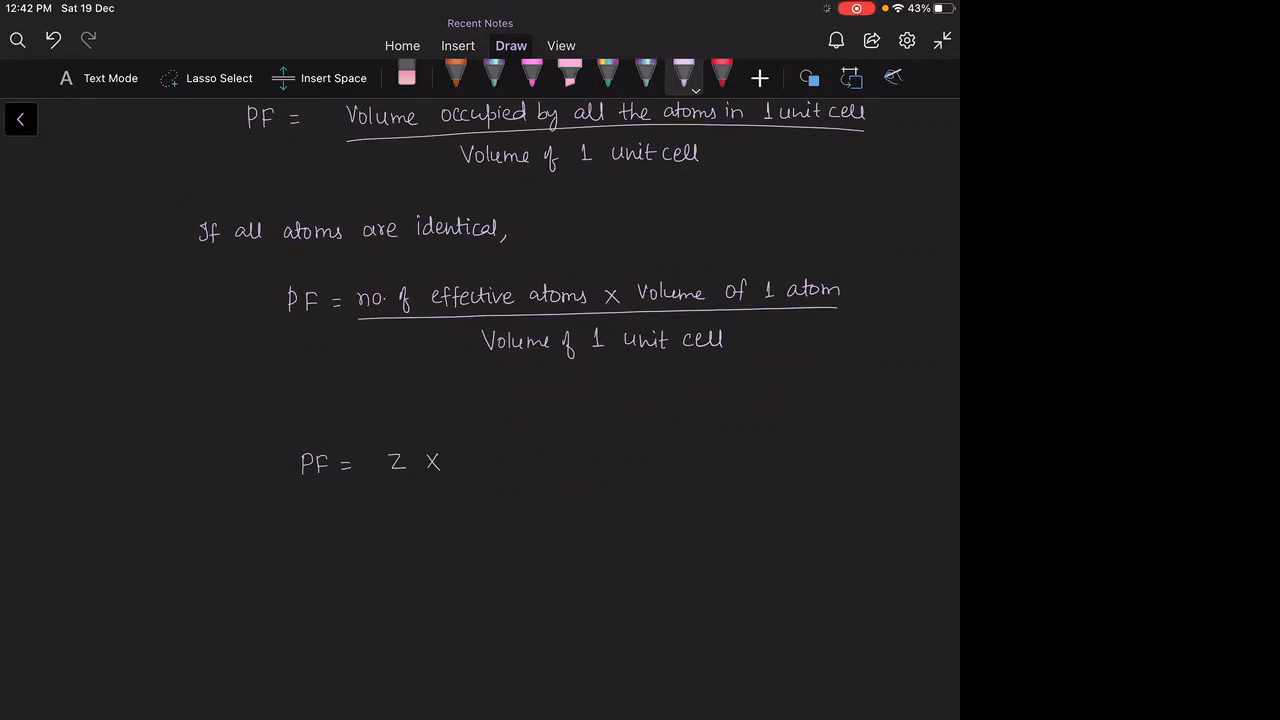 12:42 PM Sat 19 Dec 43%
Recent Notes
Home Insert Draw View
Text Mode Lasso Select Insert Space
PF = Volume occupied by all the atoms in 1 unit cell
Volume of 1 unit cell
If all atoms are identical,
PF = no. of effective atoms x Volume of 1 atom
Volume of 1 unit cell
PF = Z X